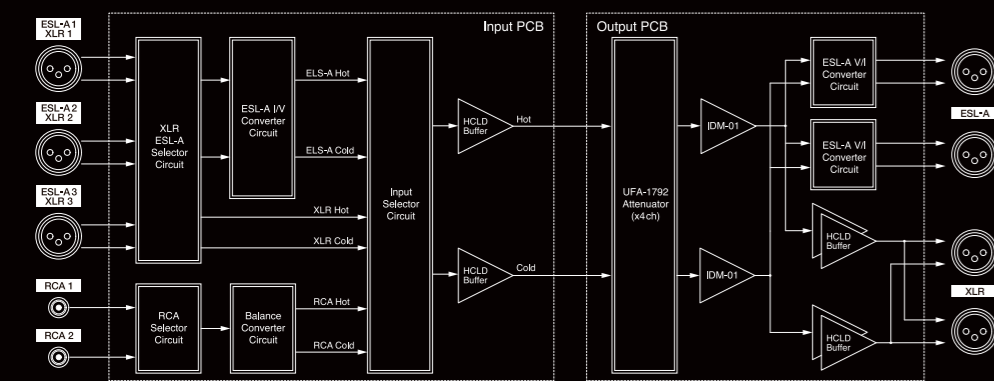 Input PCB
Output PCB
ESL-A1
XLR 1
ESL-A2
XLR 2
ESL-A3
XLR 3
RCA 1
RCA 2
XLR
ESL-A
Selector
Circuit
ESL-A I/V
Converter
Circuit
RCA
Selector
Circuit
Balance
Converter
Circuit
ELS-A Hot
ELS-A Cold
XLR Hot
XLR Cold
RCA Hot
RCA Cold
Input
Selector
Circuit
HCLD
Buffer
Hot
HCLD
Buffer
Cold
UFA-1792
Attenuator
(x4ch)
IDM-01
IDM-01
ESL-A V/I
Converter
Circuit
ESL-A V/I
Converter
Circuit
HCLD
Buffer
HCLD
Buffer
ESL-A
XLR